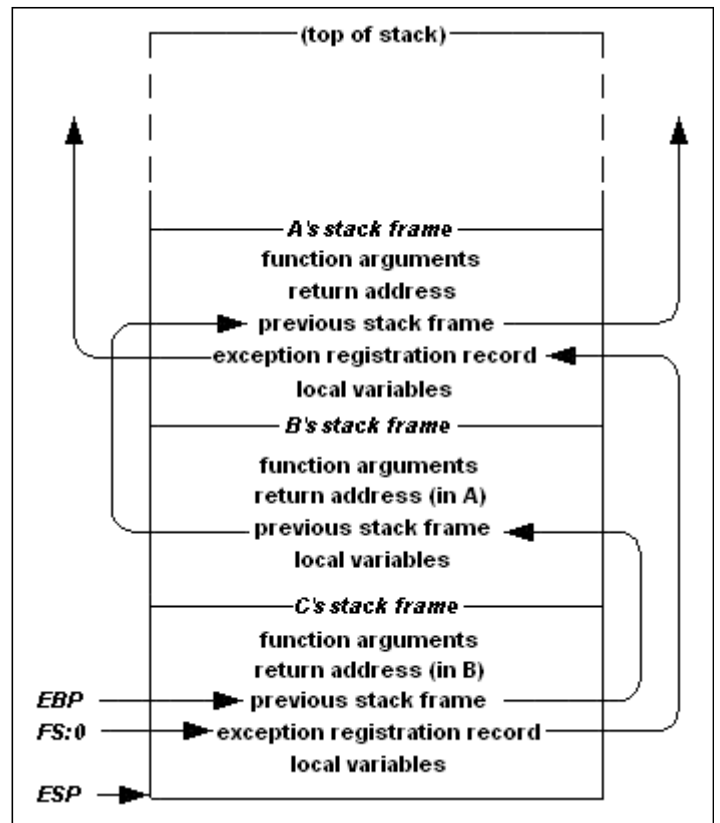 (top of stack)
A's stack frame
function arguments
return address
previous stack frame
exception registration record
local variables
B's stack frame
function arguments
return address (in A)
previous stack frame
local variables
C's stack frame
function arguments
return address (in B)
EBP previous stack frame
FS:0 exception registration record
local variables
ESP